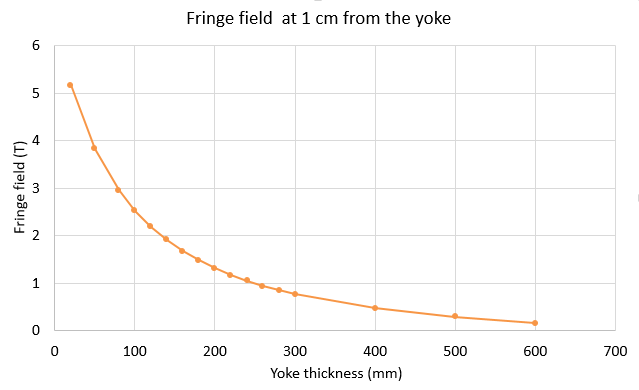 Fringe field  at 1 cm from the yoke
6
5
4
3
2
1
0
Fringe field (T)
0 100 200 300 400 500 600 700
Yoke thickness (mm)